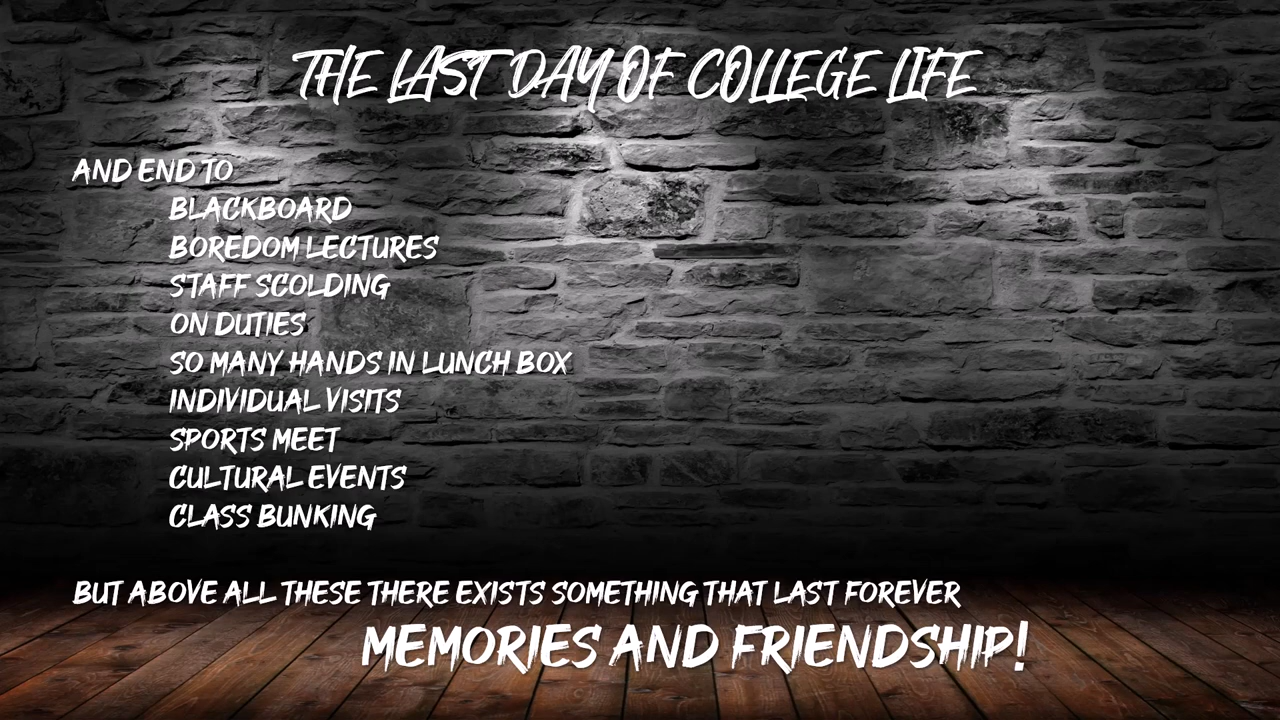 THE LAST DAY OF COLLEGE LIFE
AND END TO
BLACKBOARD
BOREDOM LECTURES
STAFF SCOLDING
ON DUTIES
SO MANY HANDS IN LUNCH BOX
INDIVIDUAL VISITS
SPORTS MEET
CULTURAL EVENTS
CLASS BUNKING
BUT ABOVE ALL THESE THERE EXISTS SOMETHING THAT LAST FOREVER
MEMORIES AND FRIENDSHIP!